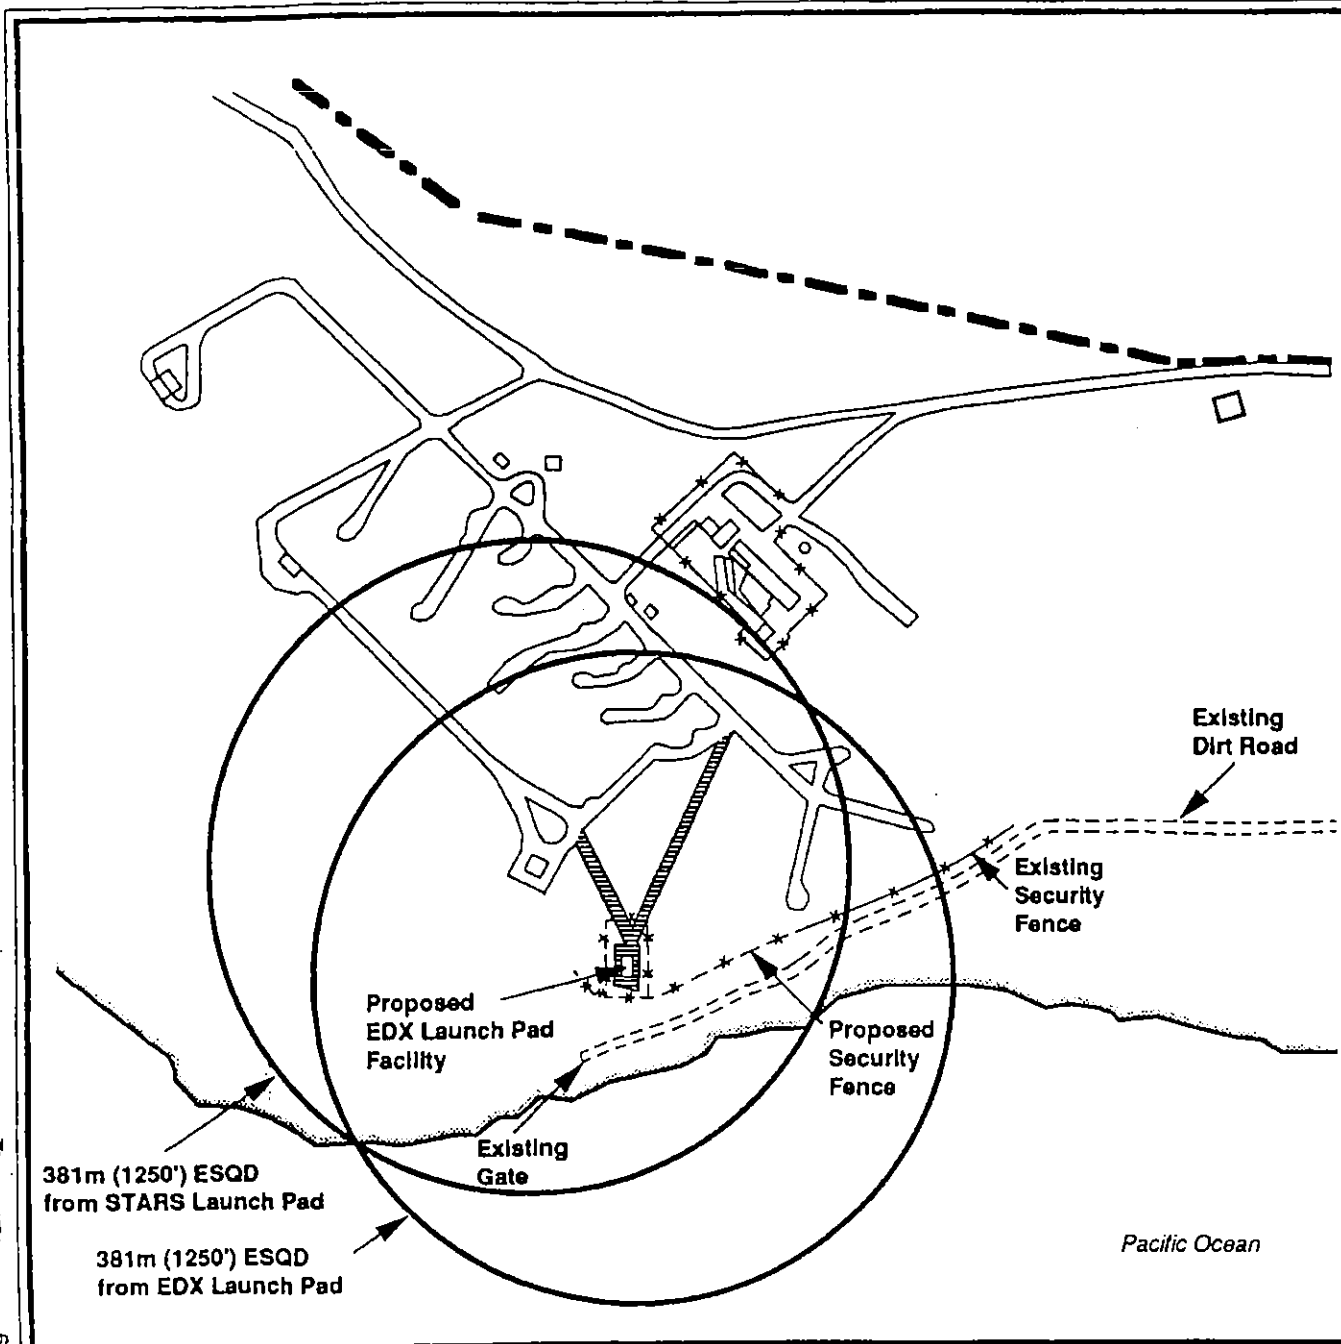 Existing
Dirt Road
Existing
Security
Fence
Proposed
EDX Launch Pad
Facility
Proposed
Security
Fence
Existing
Gate
381m (1250') ESQD
from STARS Launch Pad
381m (1250') ESQD
from EDX Launch Pad
Pacific Ocean